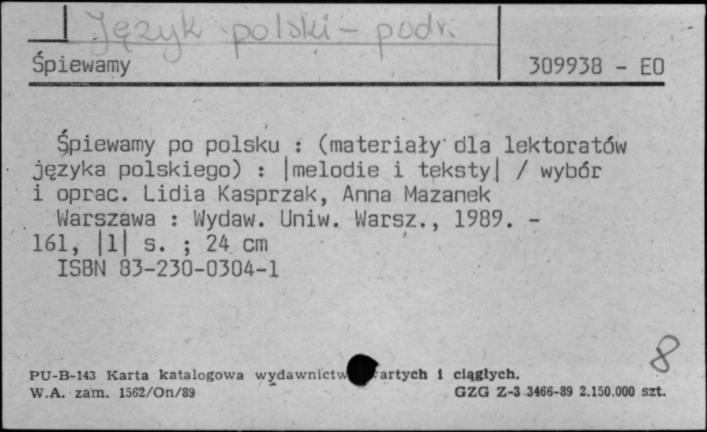 Język polski - podr.
Śpiewamy 309938 - EO
Śpiewamy po polsku : (materiały dla lektoratów
języka polskiego) : |melodie i teksty| / wybór
i oprac. Lidia Kasprzak, Anna Mazanek
Warszawa : Wydaw. Uniw. Warsz., 1989. -
161, |1| s. ; 24 cm
ISBN 83-230-0304-1
8
PU-B-143 Karta katalogowa wydawnictw artych i ciągłych.
W.A. zam. 1562/On/89 GZG Z-3 3466-89 2.150.000 szt.